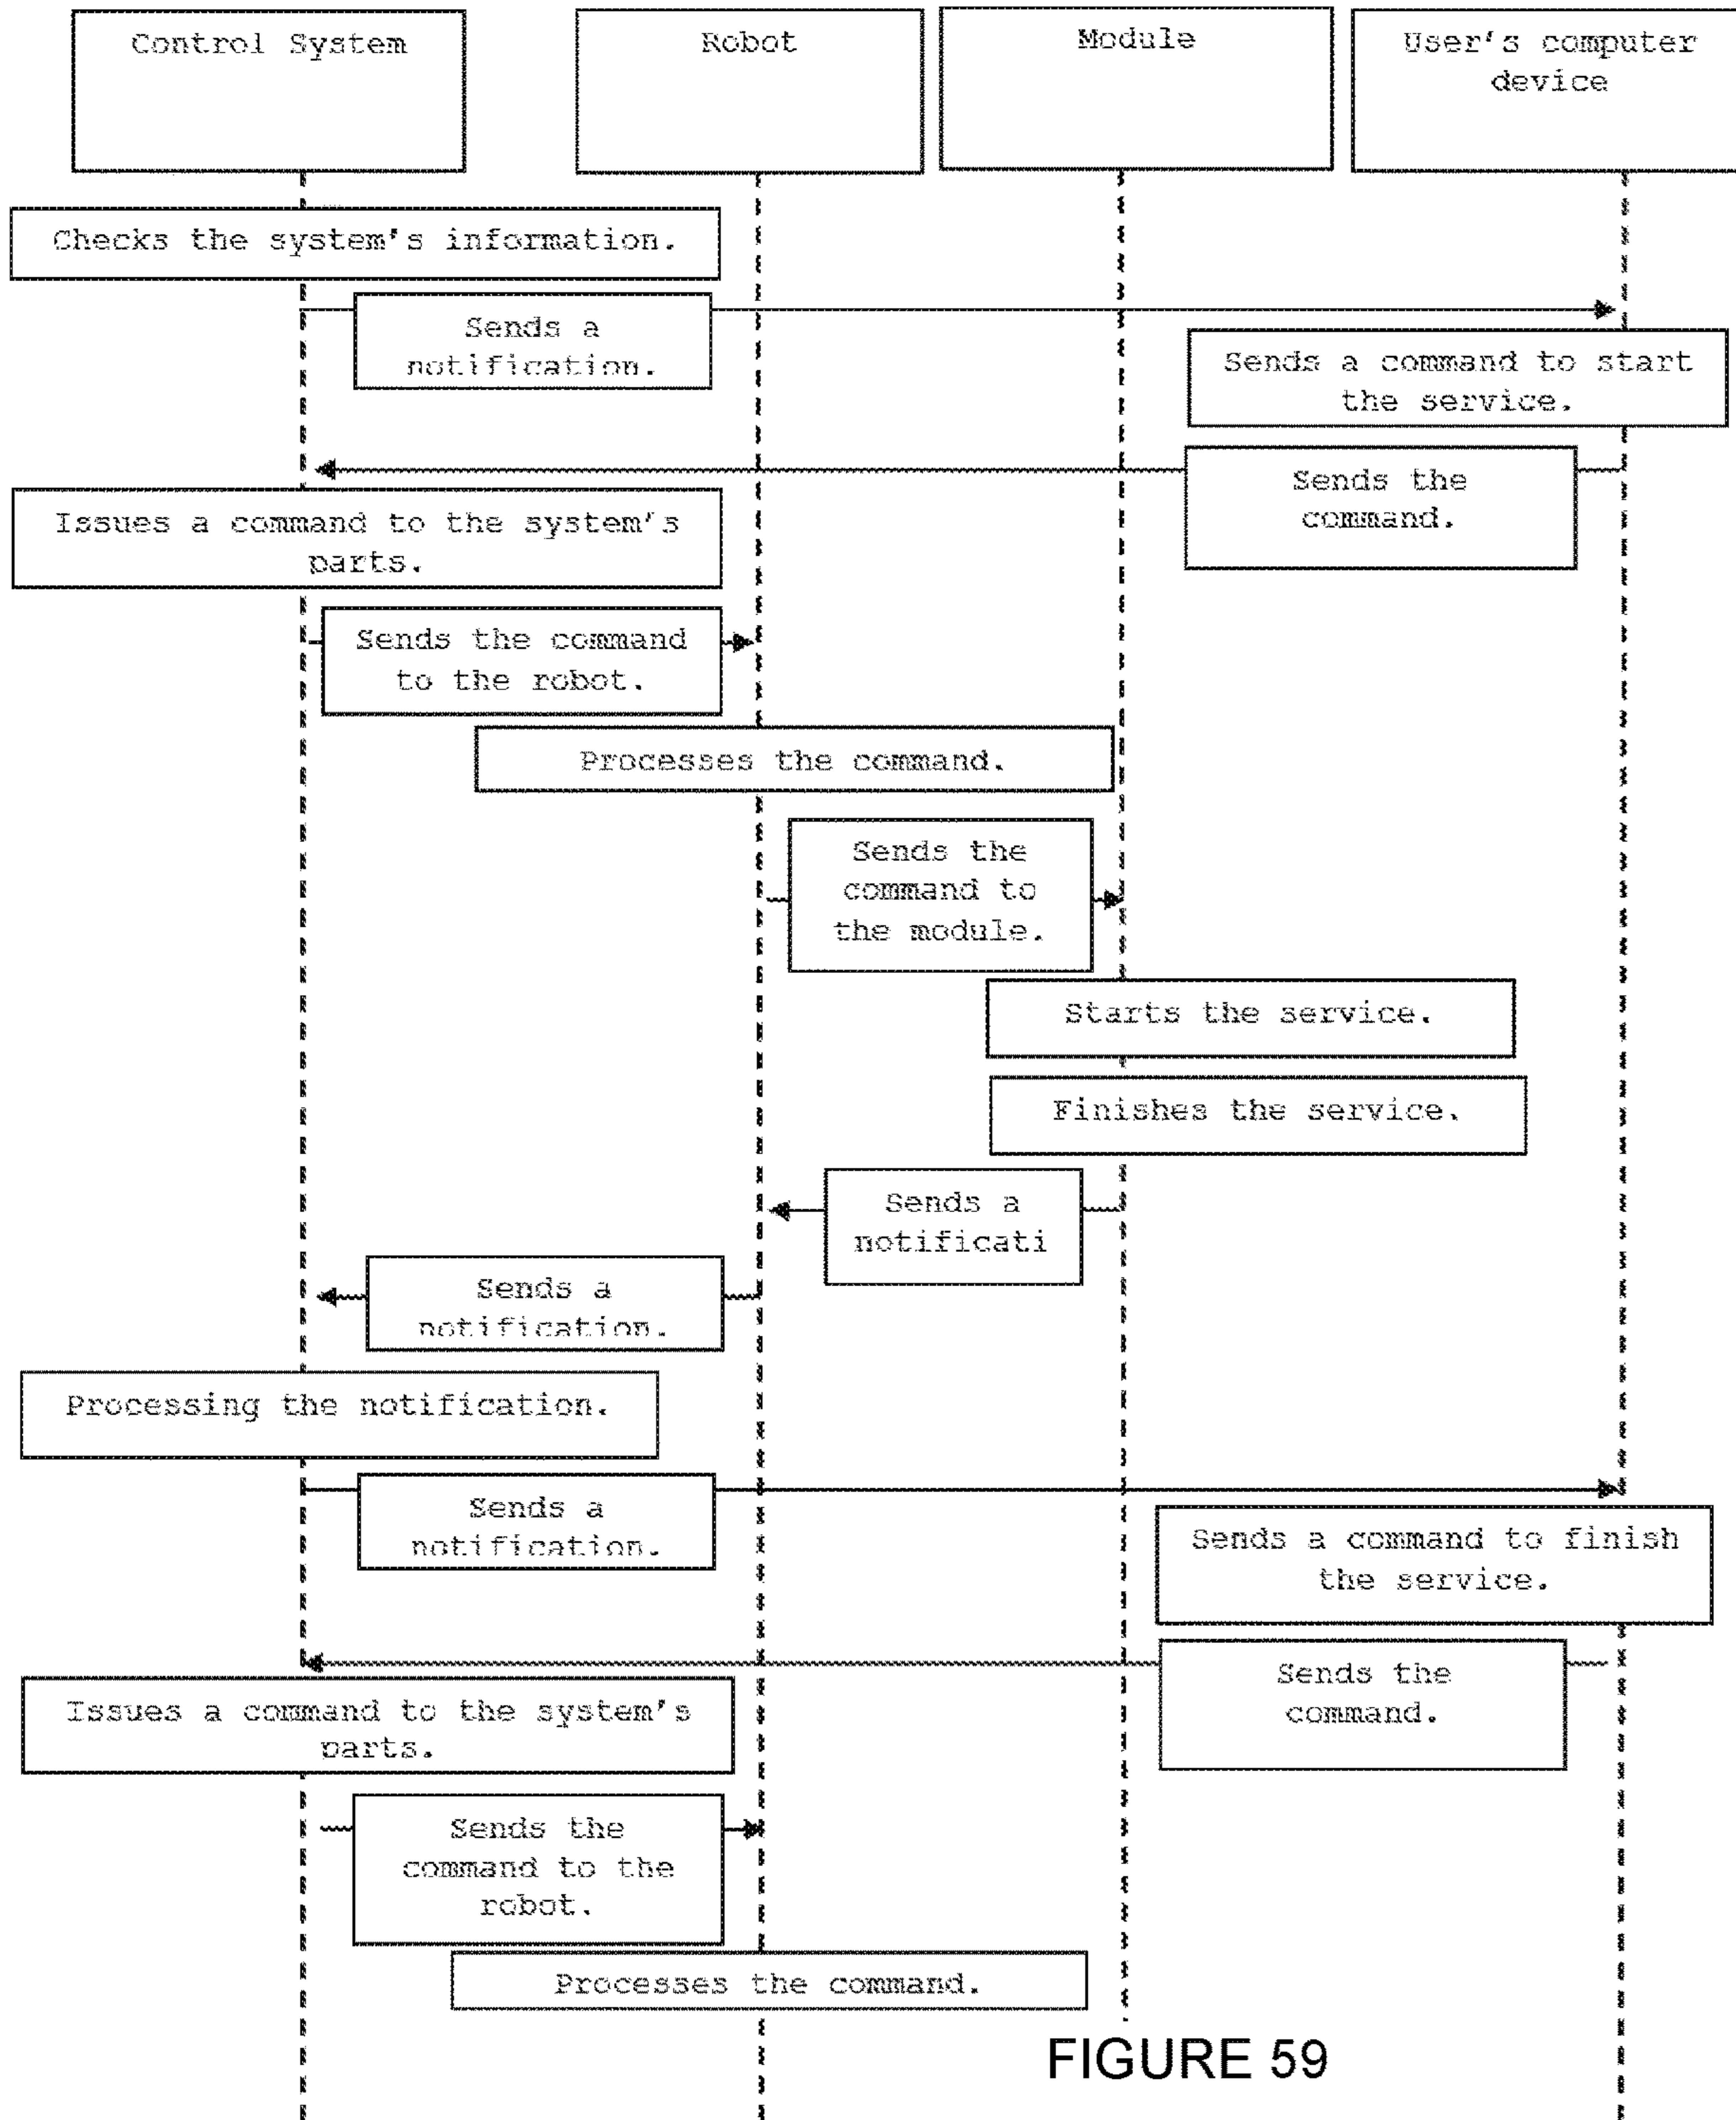 Control System
Robot
Module
User's computer
device
Checks the system's information.
Sends a
notification.
Sends a command to start
the service.
Sends the
command.
Issues a command to the system's
parts.
Sends the command
to the robot.
Processes the command.
Sends the
command to
the module.
Starts the service.
Finishes the service.
Sends a
notificati
Sends a
notification.
Processing the notification.
Sends a
notification.
Sends a command to finish
the service.
Sends the
command.
Issues a command to the system's
parts.
Sends the
command to the
robot.
Processes the command.
FIGURE 59